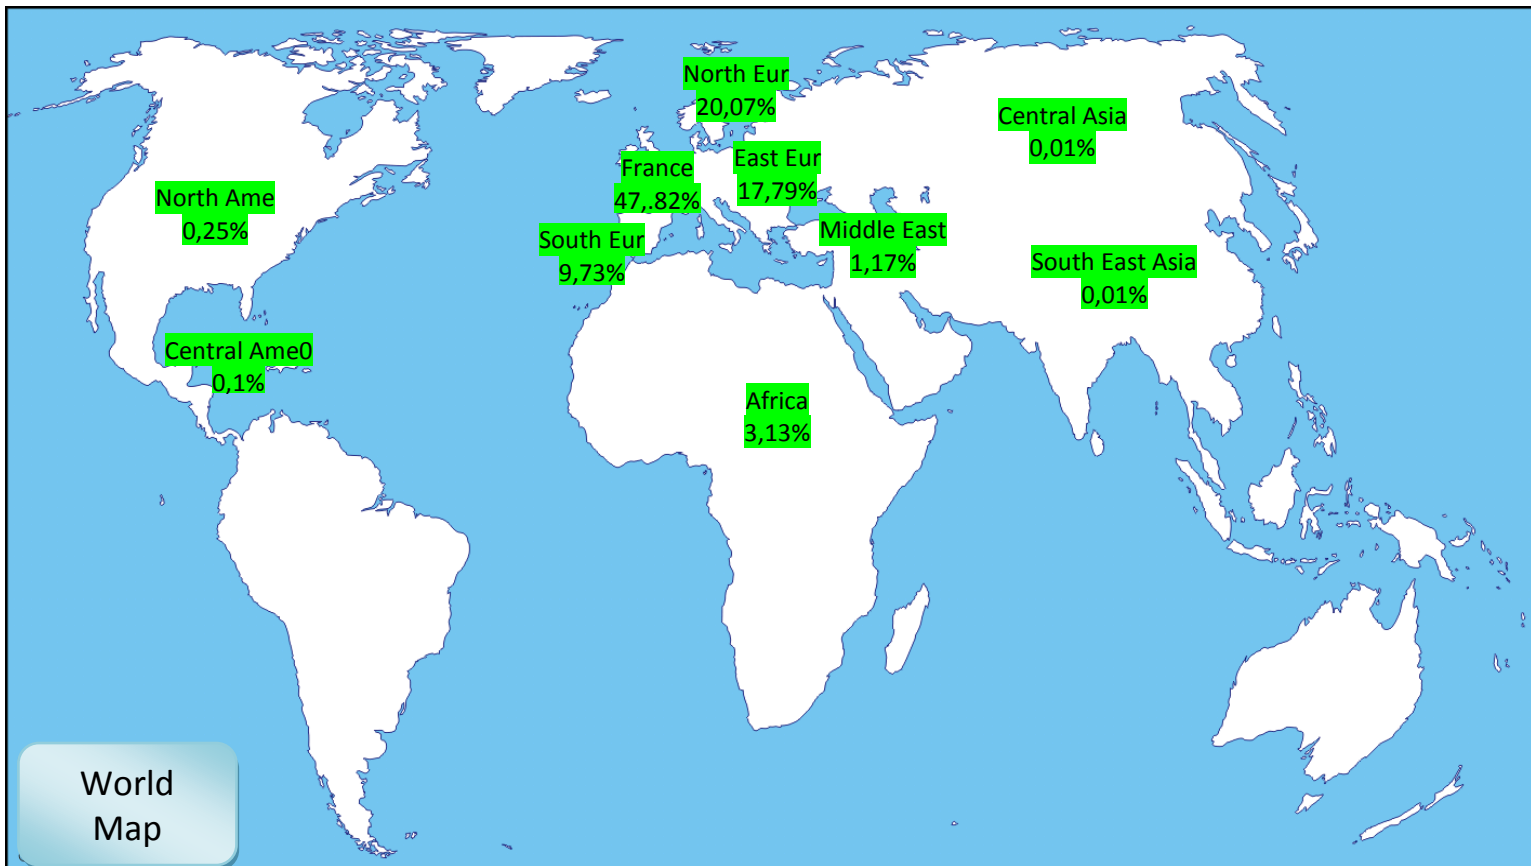 North Eur
20,07%
Central Asia
0,01%
France
47,.82%
East Eur
17,79%
North Ame
0,25%
South Eur
9,73%
Middle East
1,17%
South East Asia
0,01%
Central Ame0
0,1%
Africa
3,13%
World
Map